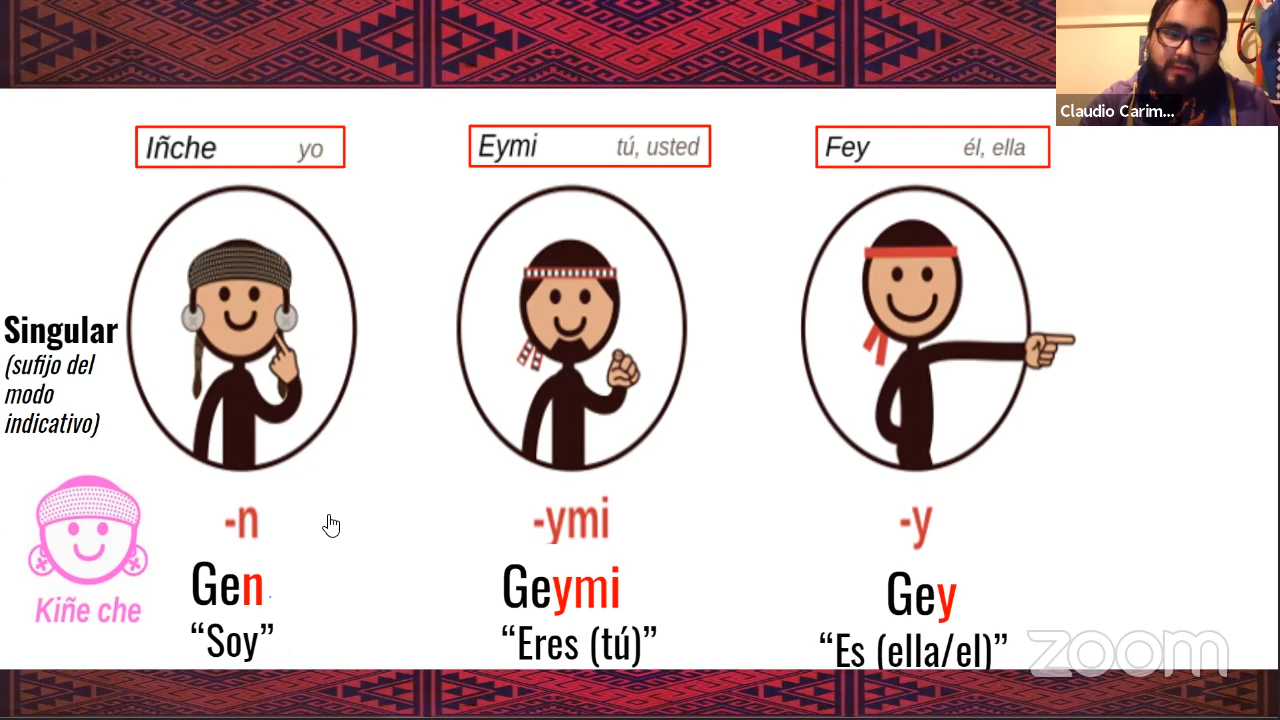 Claudio Carim...
Iñche yo
Eymi tú, usted
Fey él, ella
Singular
(sufijo del
modo
indicativo)
-n
-ymi
-y
Gen
Geymi
Gey
Kiñe che
“Soy”
“Eres (tú)”
“Es (ella/el)”
zoom